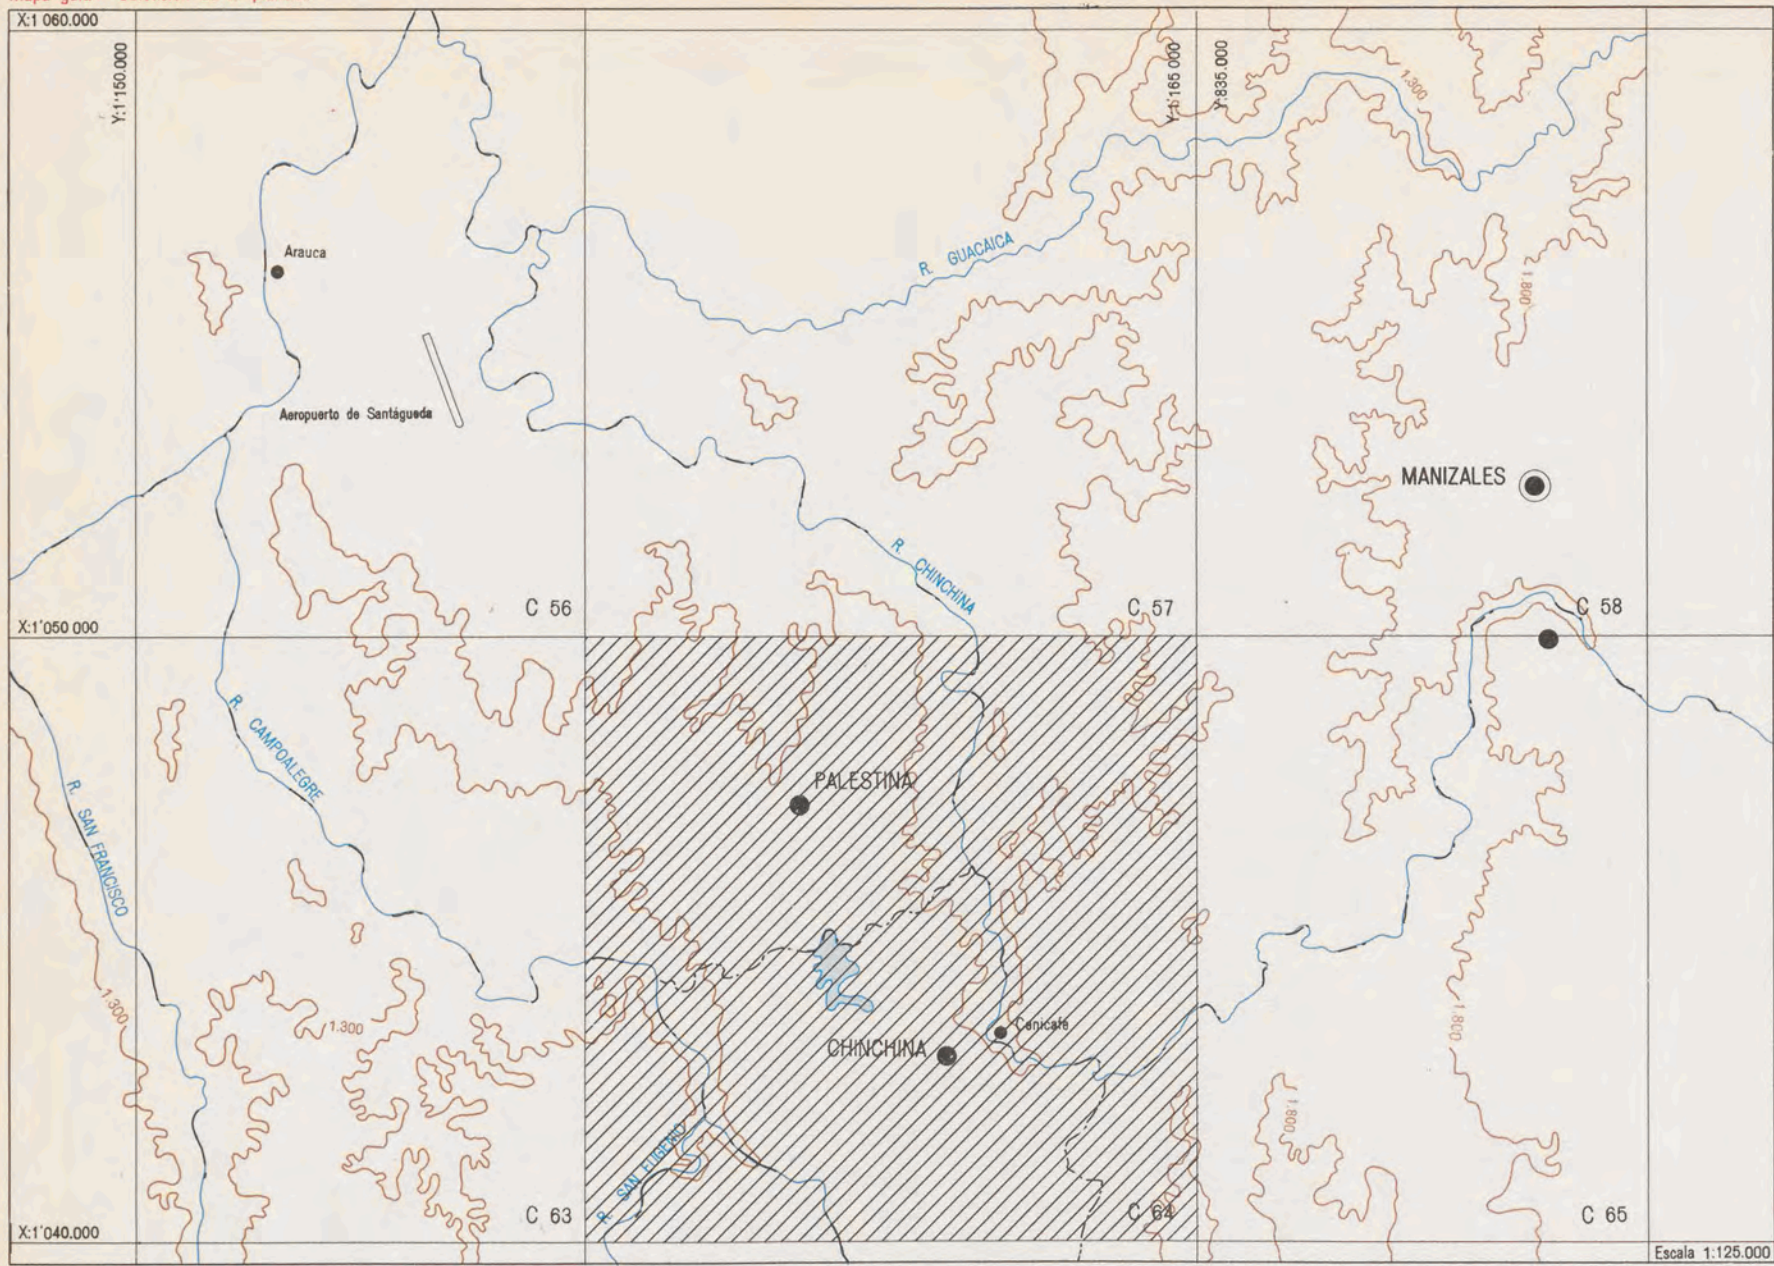 X:1 060.000
Y:1'150.000
Y:1'165.000
Y:835.000
1.300
Arauca
R. GUACAICA
1.800
Aeropuerto de Santágueda
MANIZALES
R. CHINCHINA
C 56
C 57
C 58
X:1'050 000
R. CAMPOALEGRE
PALESTINA
R. SAN FRANCISCO
1.300
1.300
1.800
Cenicafe
CHINCHINA
1.800
R. SAN EUGENIO
C 63
C 64
C 65
X:1'040.000
Escala 1:125.000